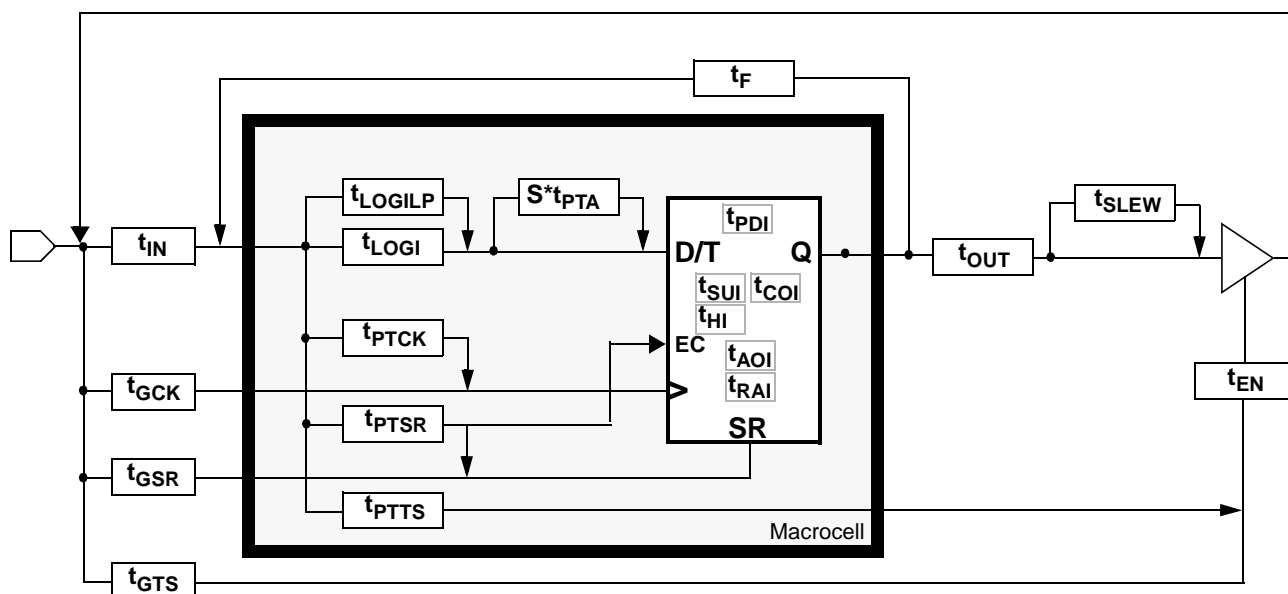 tF
tLOGILP
S*tPTA
tPDI
tSLEW
tIN
tLOGI
D/T
Q
tOUT
tSUI
tCOI
tHI
tPTCK
EC
tAOI
tGCK
tRAI
tEN
tPTSR
SR
tGSR
tPTTS
Macrocell
tGTS
>